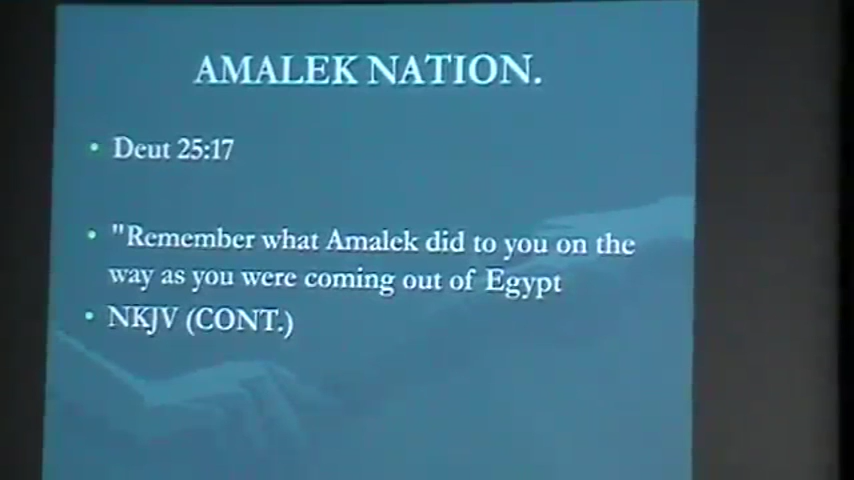 AMALEK NATION.
• Deut 25:17
• "Remember what Amalek did to you on the
way as you were coming out of Egypt
• NKJV (CONT.)